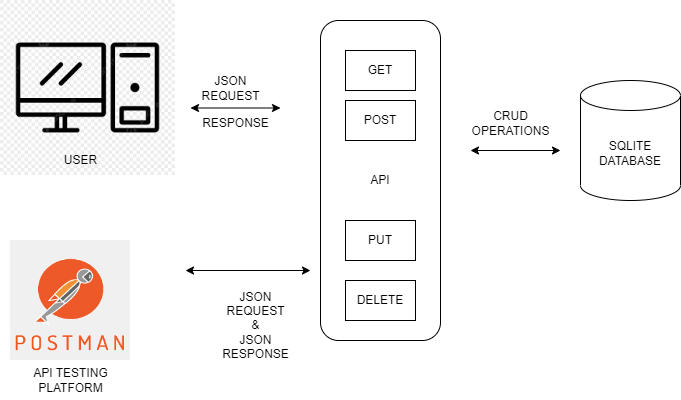 USER
JSON
REQUEST
RESPONSE
GET
POST
API
PUT
DELETE
CRUD
OPERATIONS
SQLITE
DATABASE
POSTMAN
API TESTING
PLATFORM
JSON
REQUEST
&
JSON
RESPONSE